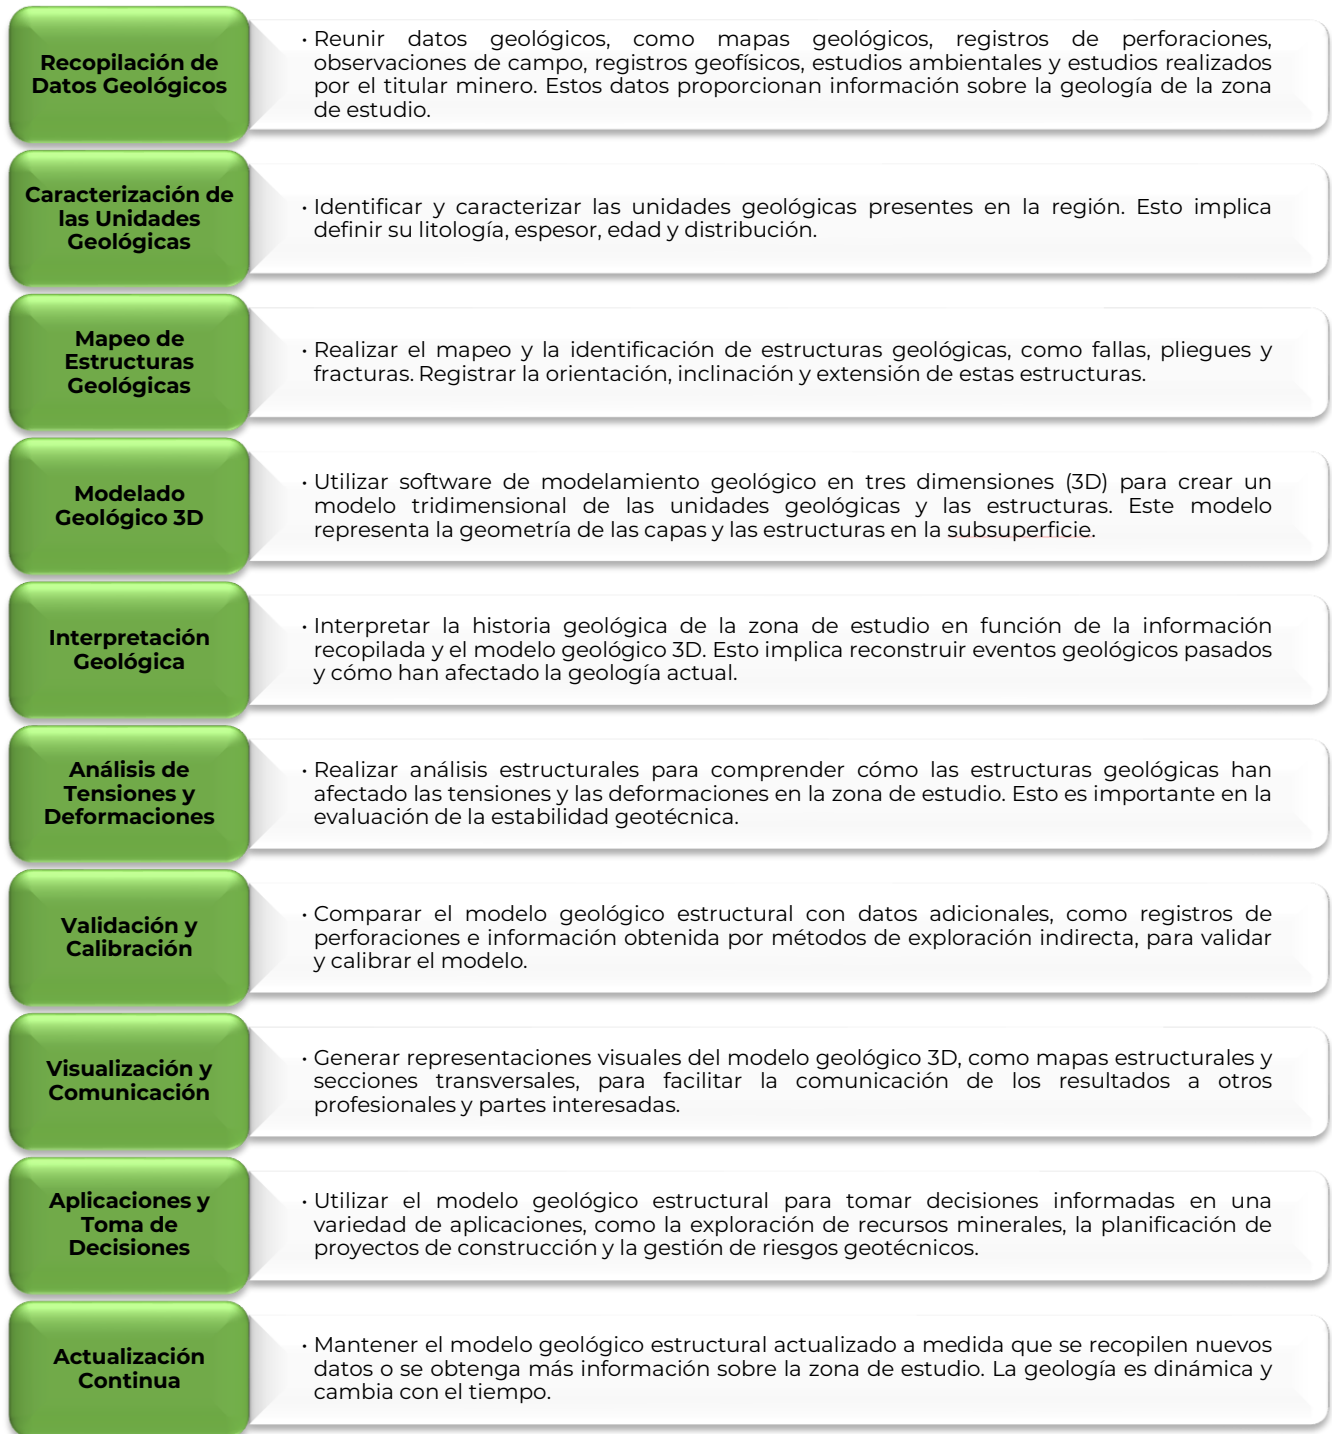 Recopilación de
Datos Geológicos
· Reunir datos geológicos, como mapas geológicos, registros de perforaciones,
observaciones de campo, registros geofísicos, estudios ambientales y estudios realizados
por el titular minero. Estos datos proporcionan información sobre la geología de la zona
de estudio.
Caracterización de
las Unidades
Geológicas
· Identificar y caracterizar las unidades geológicas presentes en la región. Esto implica
definir su litología, espesor, edad y distribución.
Mapeo de
Estructuras
Geológicas
· Realizar el mapeo y la identificación de estructuras geológicas, como fallas, pliegues y
fracturas. Registrar la orientación, inclinación y extensión de estas estructuras.
Modelado
Geológico 3D
· Utilizar software de modelamiento geológico en tres dimensiones (3D) para crear un
modelo tridimensional de las unidades geológicas y las estructuras. Este modelo
representa la geometría de las capas y las estructuras en la subsuperficie.
Interpretación
Geológica
· Interpretar la historia geológica de la zona de estudio en función de la información
recopilada y el modelo geológico 3D. Esto implica reconstruir eventos geológicos pasados
y cómo han afectado la geología actual.
Análisis de
Tensiones y
Deformaciones
· Realizar análisis estructurales para comprender cómo las estructuras geológicas han
afectado las tensiones y las deformaciones en la zona de estudio. Esto es importante en la
evaluación de la estabilidad geotécnica.
Validación y
Calibración
· Comparar el modelo geológico estructural con datos adicionales, como registros de
perforaciones e información obtenida por métodos de exploración indirecta, para validar
y calibrar el modelo.
Visualización y
Comunicación
· Generar representaciones visuales del modelo geológico 3D, como mapas estructurales y
secciones transversales, para facilitar la comunicación de los resultados a otros
profesionales y partes interesadas.
Aplicaciones y
Toma de
Decisiones
· Utilizar el modelo geológico estructural para tomar decisiones informadas en una
variedad de aplicaciones, como la exploración de recursos minerales, la planificación de
proyectos de construcción y la gestión de riesgos geotécnicos.
Actualización
Continua
· Mantener el modelo geológico estructural actualizado a medida que se recopilen nuevos
datos o se obtenga más información sobre la zona de estudio. La geología es dinámica y
cambia con el tiempo.